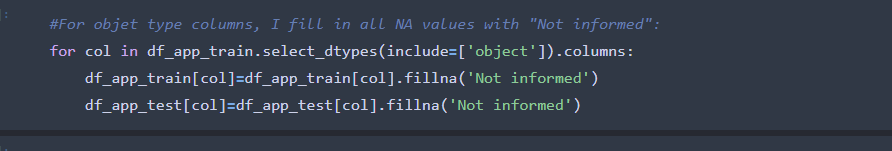 #For objet type columns, I fill in all NA values with "Not informed":
for col in df_app_train.select_dtypes(include=['object']).columns:
    df_app_train[col]=df_app_train[col].fillna('Not informed')
    df_app_test[col]=df_app_test[col].fillna('Not informed')